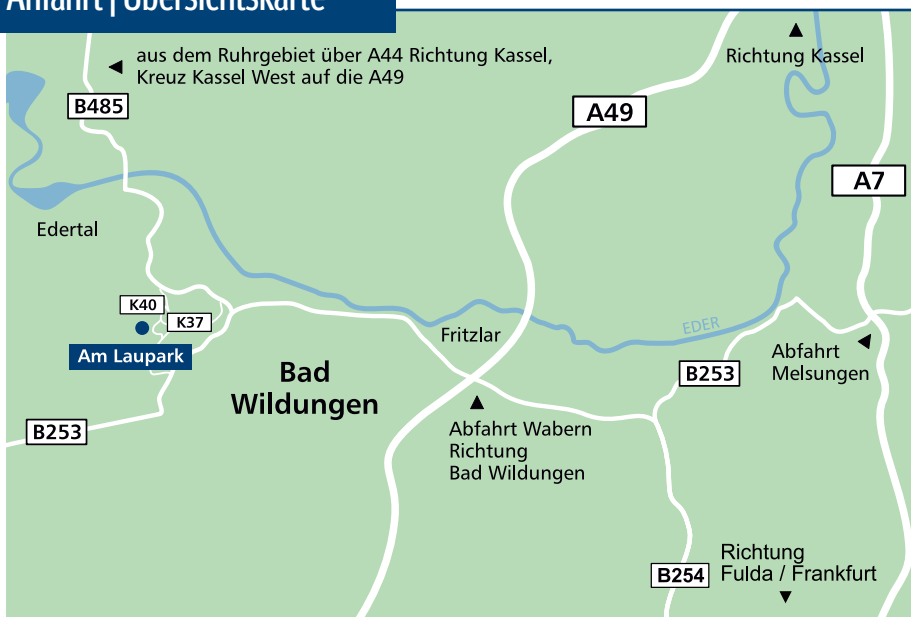 Anfahrt | Übersichtskarte
aus dem Ruhrgebiet über A44 Richtung Kassel,
Kreuz Kassel West auf die A49
Richtung Kassel
B485
A49
A7
Edertal
K40
K37
Am Laupark
Fritzlar
EDER
Bad
Wildungen
B253
Abfahrt
Melsungen
B253
Abfahrt Wabern
Richtung
Bad Wildungen
B254
Richtung
Fulda / Frankfurt